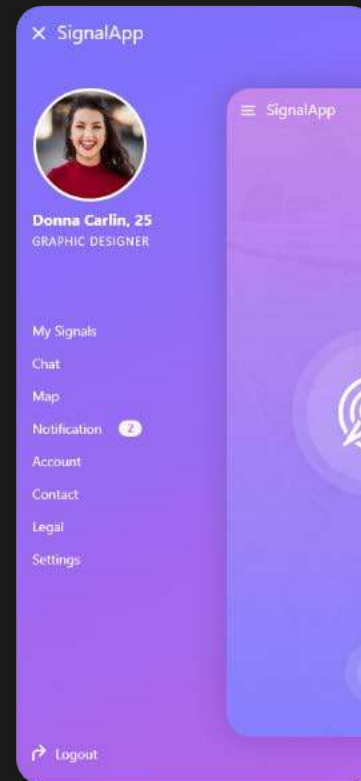 SignalApp
SignalApp
Donna Carlin, 25
GRAPHIC DESIGNER
My Signals
Chat
Map
Notification 2
Account
Contact
Legal
Settings
Logout